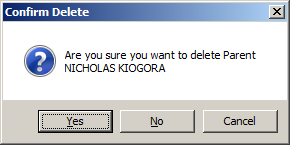 Confirm Delete
Are you sure you want to delete Parent
NICHOLAS KIOGORA
Yes
No
Cancel